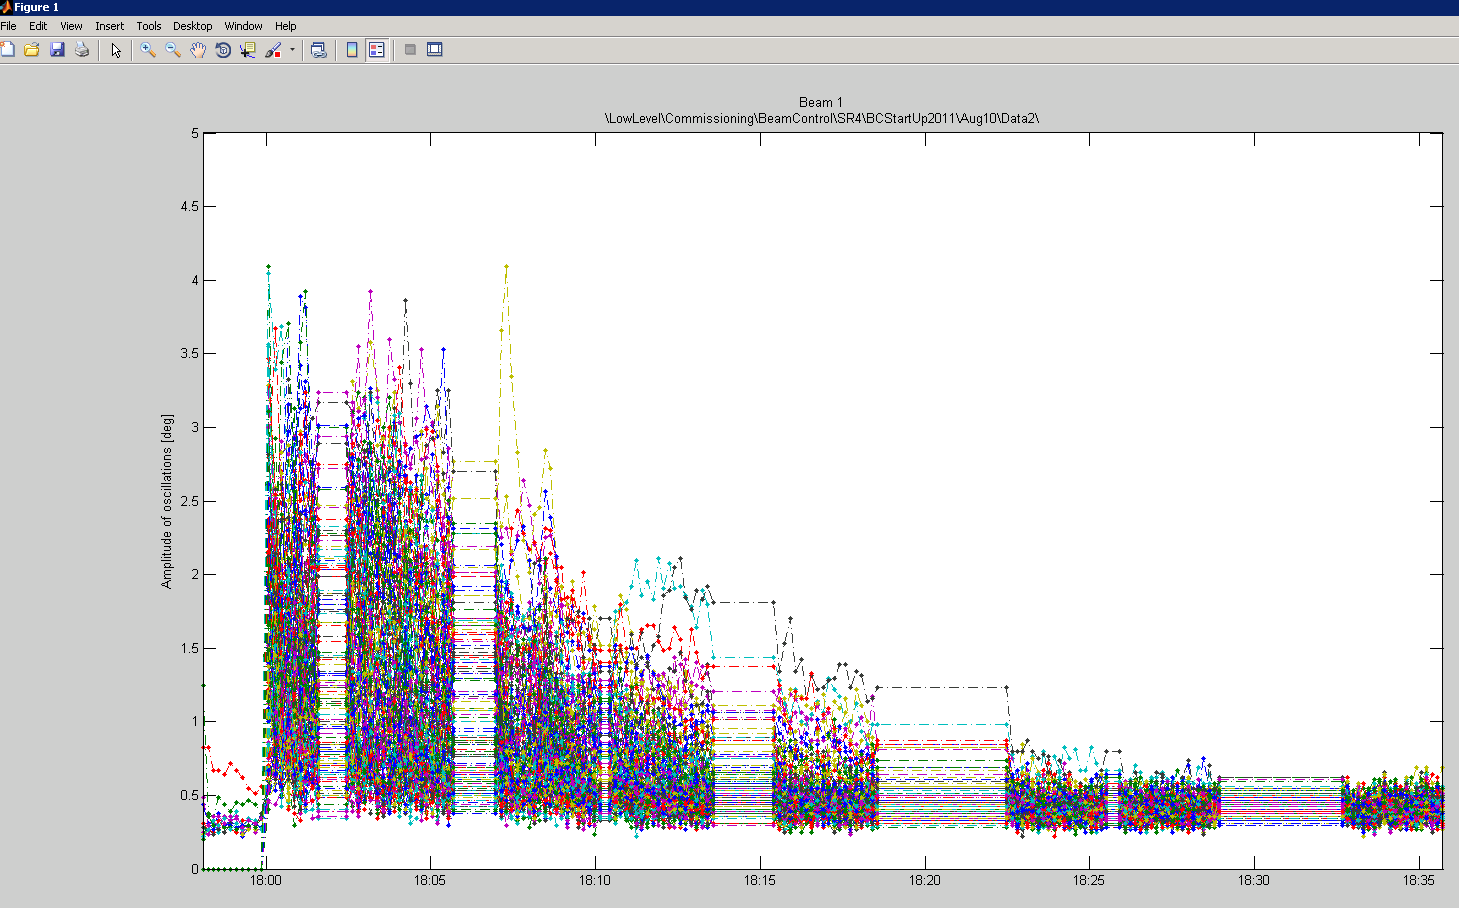 Figure 1
File Edit View Insert Tools Desktop Window Help
Beam 1
\LowLevel\Commissioning\BeamControl\SR4\BCStartUp2011\Aug10\Data2\
5
4.5
4
3.5
3
2.5
2
1.5
1
0.5
0
Amplitude of oscillations [deg]
18:00 18:05 18:10 18:15 18:20 18:25 18:30 18:35